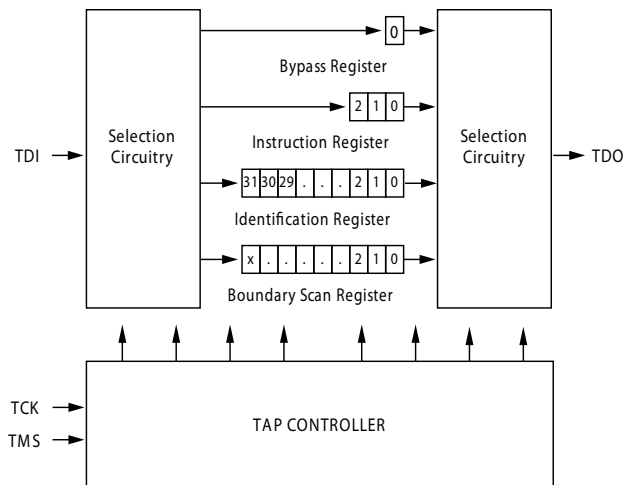 0
Bypass Register
2 1 0
Selection Circuitry
Selection Circuitry
TDI
Instruction Register
TDO
31 30 29 . . . 2 1 0
Identification Register
x . . . . . 2 1 0
Boundary Scan Register
TCK
TMS
TAP CONTROLLER